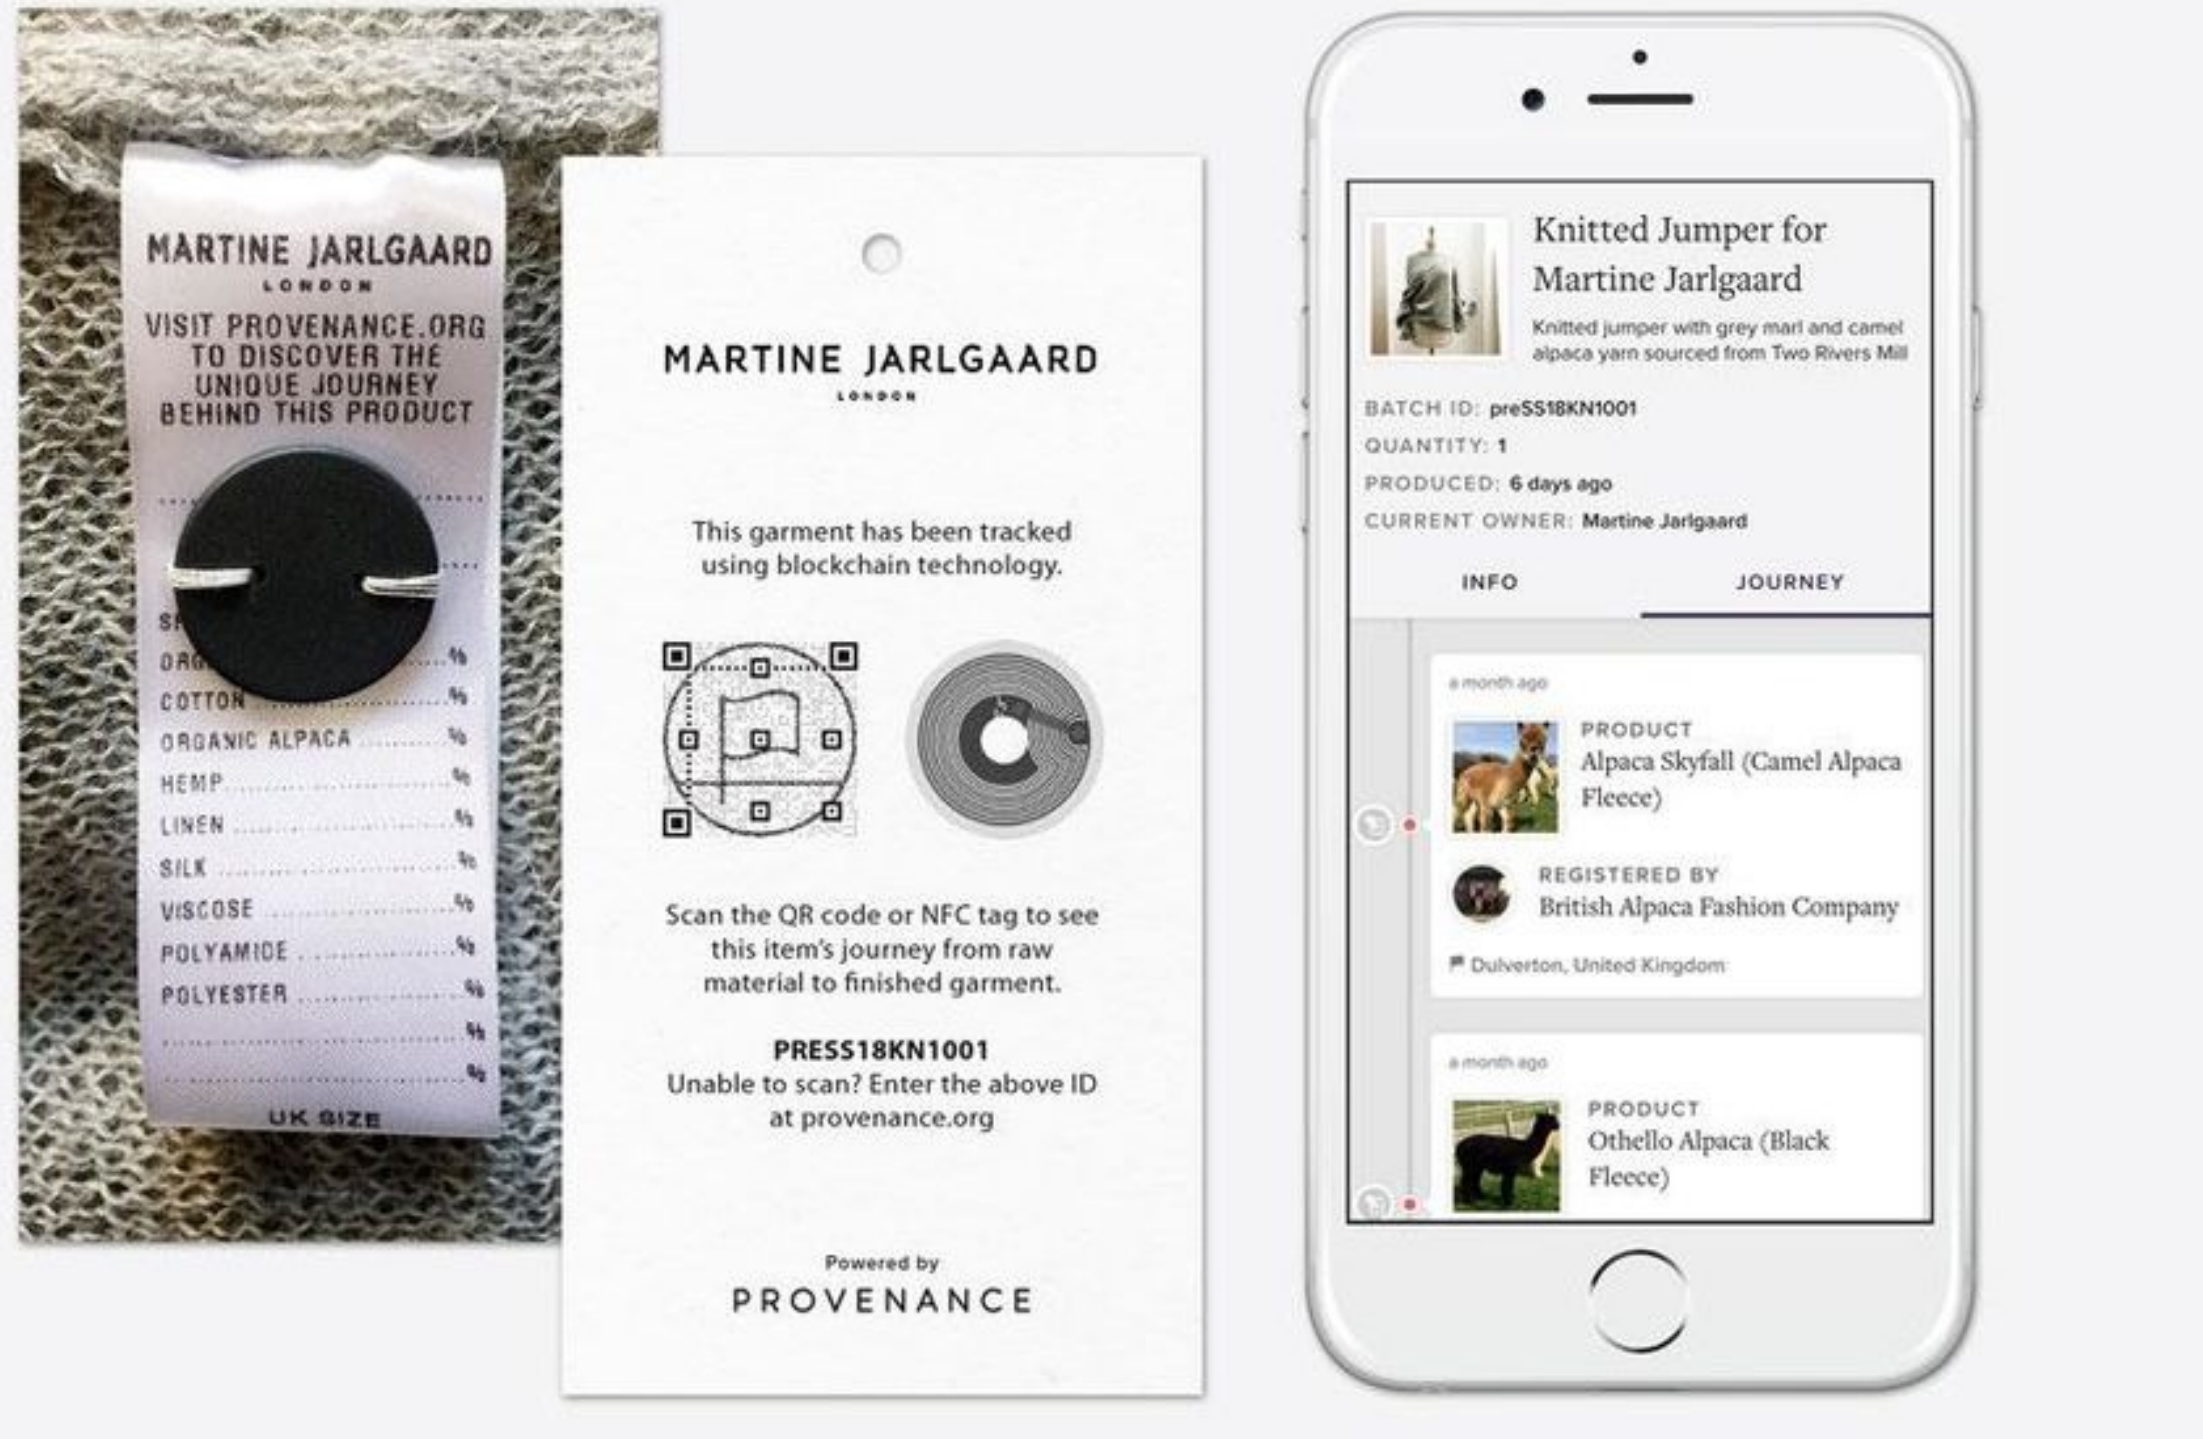 MARTINE JARLGAARD
LONDON
VISIT PROVENANCE.ORG
TO DISCOVER THE
UNIQUE JOURNEY
BEHIND THIS PRODUCT
COTTON ..................%
ORGANIC ALPACA ..........%
HEMP.....................%
LINEN ...................%
SILK ....................%
VISCOSE .................%
POLYAMIDE ...............%
POLYESTER ...............%
.........................%
.........................%
UK SIZE
MARTINE JARLGAARD
LONDON
This garment has been tracked
using blockchain technology.
Scan the QR code or NFC tag to see
this item's journey from raw
material to finished garment.
PRESS18KN1001
Unable to scan? Enter the above ID
at provenance.org
Powered by
PROVENANCE
Knitted Jumper for
Martine Jarlgaard
Knitted jumper with grey marl and camel
alpaca yarn sourced from Two Rivers Mill
BATCH ID: preSS18KN1001
QUANTITY: 1
PRODUCED: 6 days ago
CURRENT OWNER: Martine Jarlgaard
INFO JOURNEY
a month ago
PRODUCT
Alpaca Skyfall (Camel Alpaca
Fleece)
REGISTERED BY
British Alpaca Fashion Company
Dulverton, United Kingdom
a month ago
PRODUCT
Othello Alpaca (Black
Fleece)